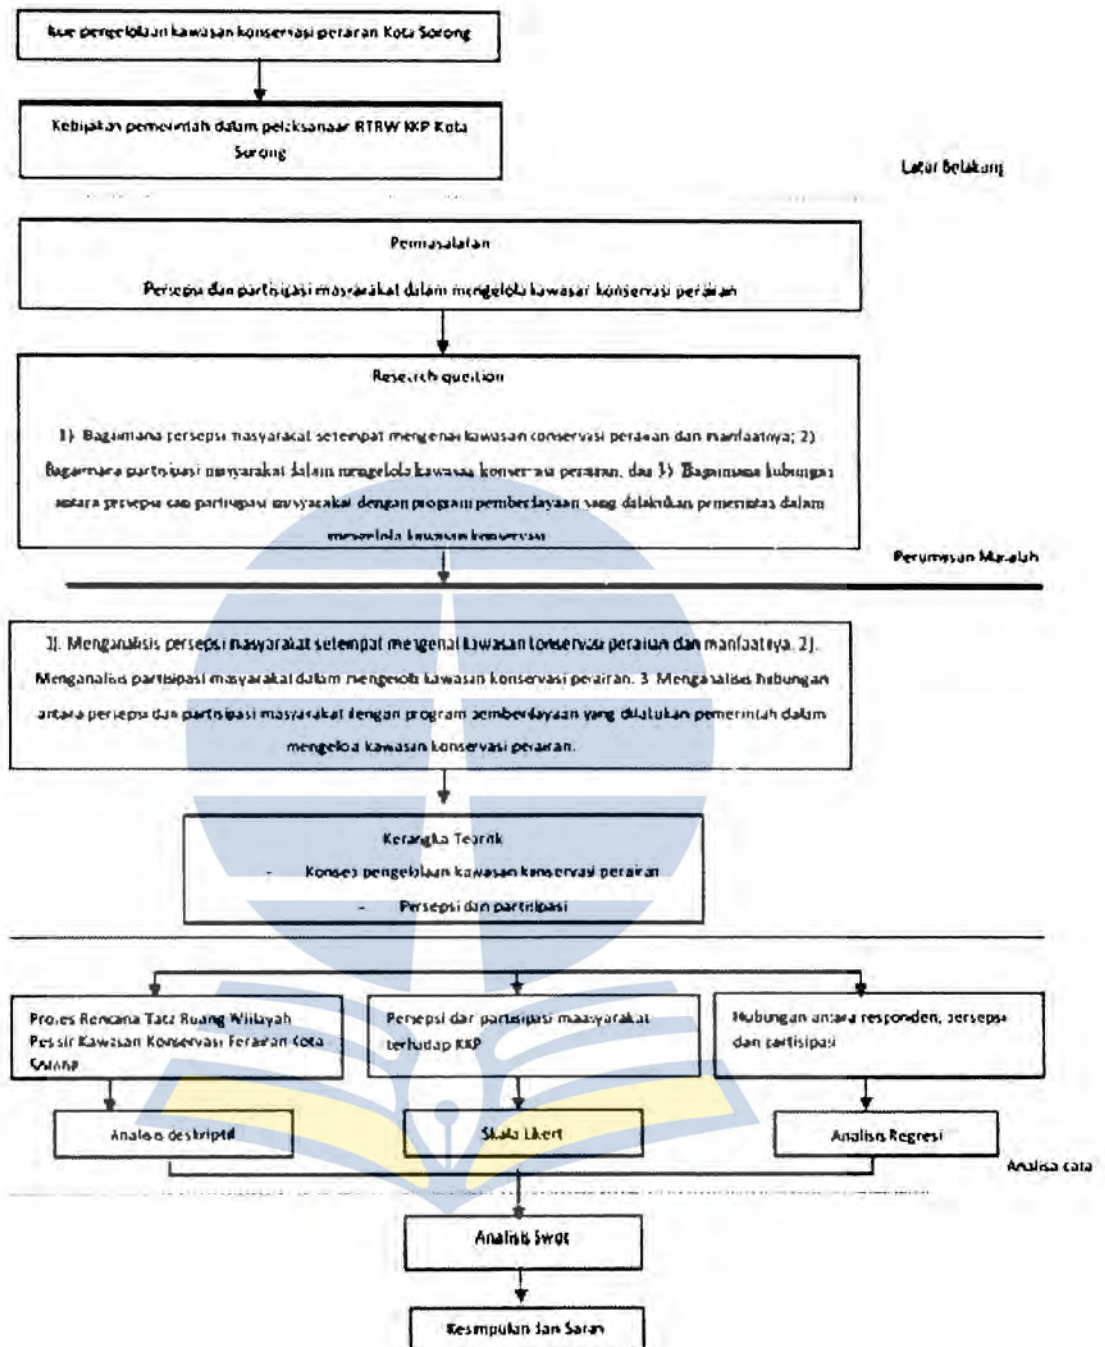 Isue pengelolaan kawasan konservasi perairan Kota Sorong
Kebijakan pemerintah dalam pelaksanaan RTRW KKP Kota
Sorong
Latar Belakang
Permasalahan
Persepsi dan partisipasi masyarakat dalam mengelola kawasan konservasi perairan
Research question
1) Bagaimana persepsi masyarakat setempat mengenai kawasan konservasi perairan dan manfaatnya; 2)
Bagaimana partisipasi masyarakat dalam mengelola kawasan konservasi perairan, dan 3) Bagaimana hubungan
antara persepsi dan partisipasi masyarakat dengan program pemberdayaan yang dilakukan pemerintah dalam
mengelola kawasan konservasi
Perumusan Masalah
1). Menganalisis persepsi masyarakat setempat mengenai kawasan konservasi perairan dan manfaatnya. 2).
Menganalisis partisipasi masyarakat dalam mengelola kawasan konservasi perairan. 3 Menganalisis hubungan
antara persepsi dan partisipasi masyarakat dengan program pemberdayaan yang dilakukan pemerintah dalam
mengelola kawasan konservasi perairan.
Kerangka Teoritik
- Konsep pengelolaan kawasan konservasi perairan
- Persepsi dan partisipasi
Proses Rencana Tata Ruang Wiilayah
Pesisir Kawasan Konservasi Perairan Kota
Sorong
Persepsi dan partisipasi maasyarakat
terhadap KKP
Hubungan antara responden, persepsi
dan partisipasi
Analisis deskriptif
Skala Likert
Analisis Regresi
Analisa data
Analisis Swot
Kesimpulan dan Saran